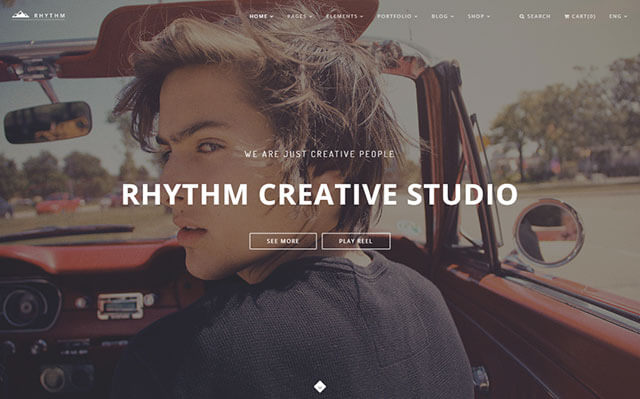 RHYTHM
HOME PAGES ELEMENTS PORTFOLIO BLOG SHOP SEARCH CART(0) ENG
WE ARE JUST CREATIVE PEOPLE
RHYTHM CREATIVE STUDIO
SEE MORE PLAY REEL